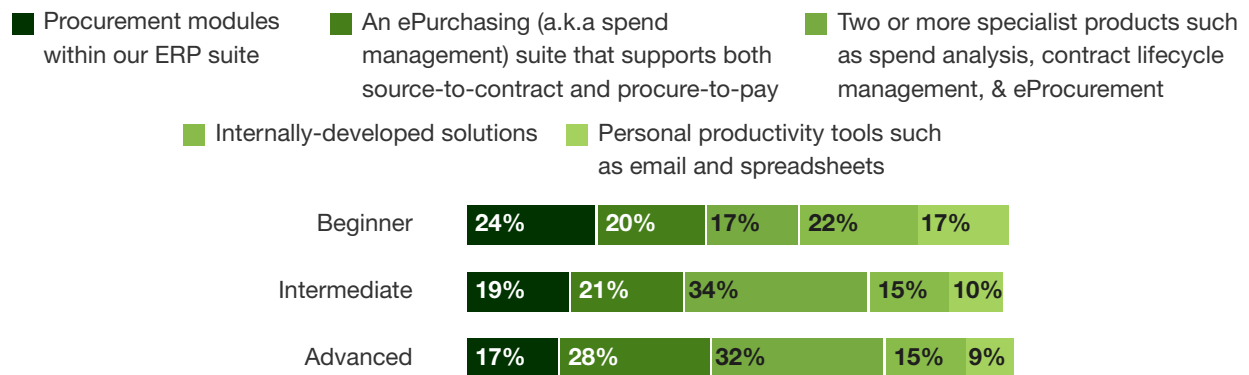 Procurement modules
within our ERP suite
An ePurchasing (a.k.a spend
management) suite that supports both
source-to-contract and procure-to-pay
Two or more specialist products such
as spend analysis, contract lifecycle
management, & eProcurement
Internally-developed solutions
Personal productivity tools such
as email and spreadsheets
Beginner 24% 20% 17% 22% 17%
Intermediate 19% 21% 34% 15% 10%
Advanced 17% 28% 32% 15% 9%